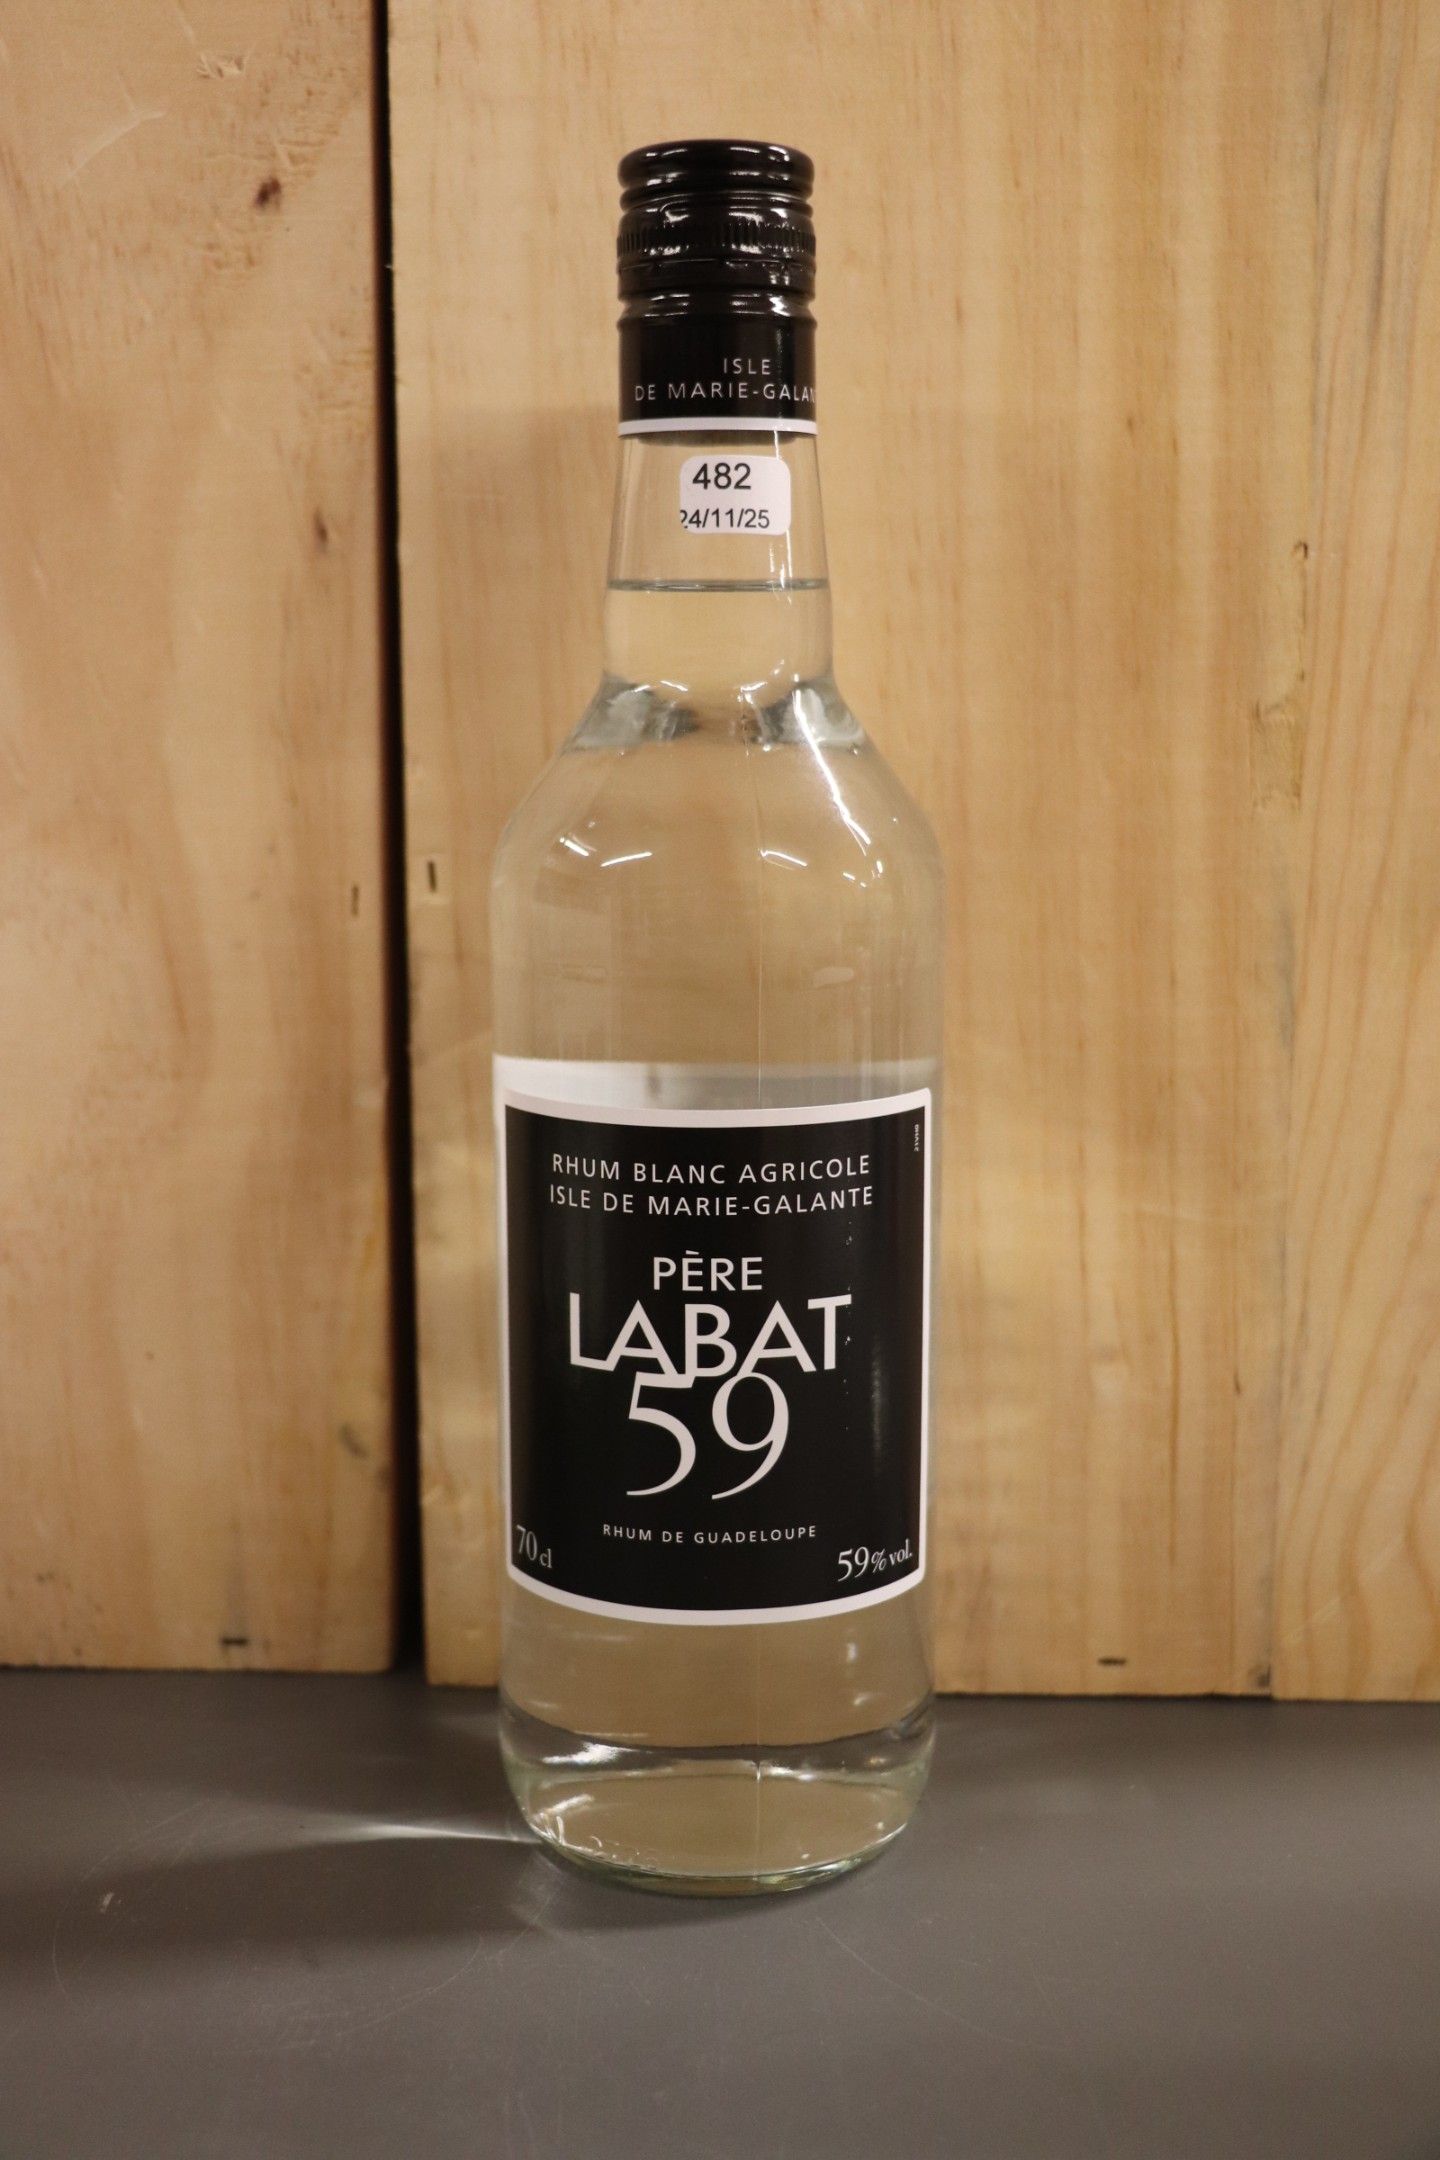 ISLE
DE MARIE-GALAN
482
24/11/25
RHUM BLANC AGRICOLE
ISLE DE MARIE-GALANTE
PÈRE
LABAT
59
RHUM DE GUADELOUPE
70 cl
59% vol.